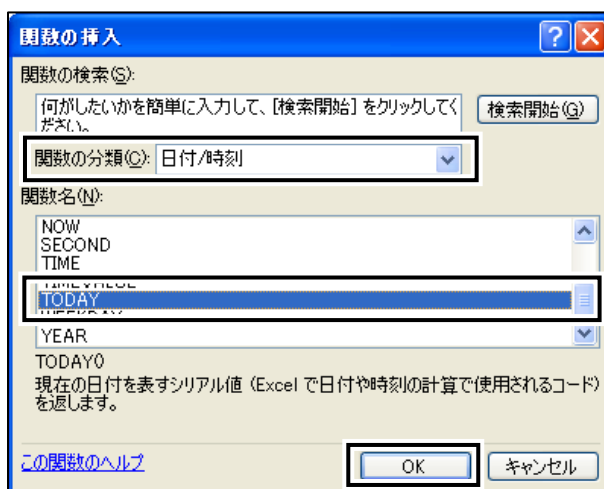 関数の挿入
関数の検索(S):
何がしたいかを簡単に入力して、[検索開始] をクリックしてく
ださい。
検索開始(G)
関数の分類(C): 日付/時刻
関数名(N):
NOW
SECOND
TIME
TIMEVALUE
TODAY
WEEKDAY
YEAR
TODAY()
現在の日付を表すシリアル値 (Excel で日付や時刻の計算で使用されるコード)
を返します。
この関数のヘルプ
OK
キャンセル